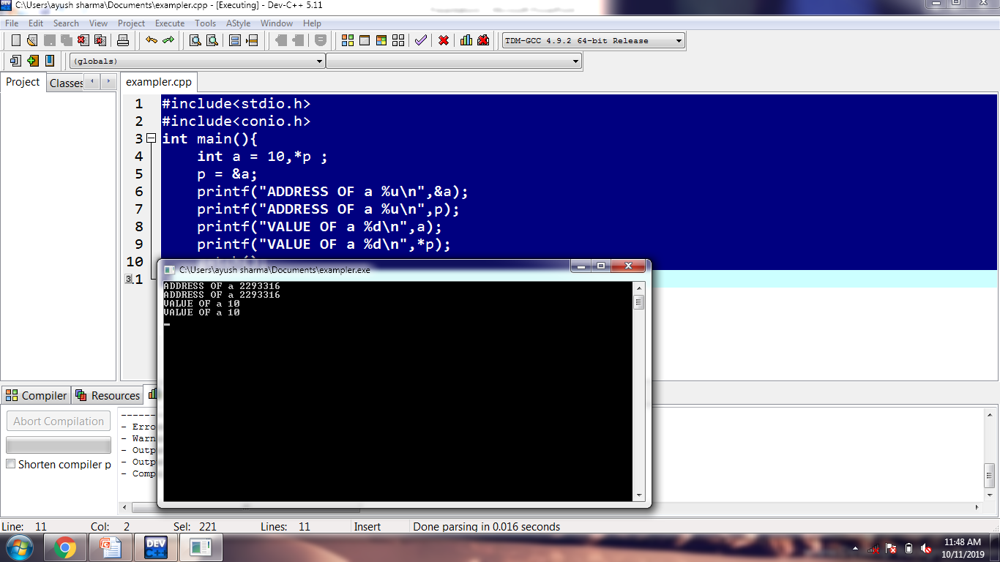 C:\Users\ayush sharma\Documents\exampler.cpp - [Executing] - Dev-C++ 5.11
File Edit Search View Project Execute Tools AStyle Window Help
TDM-GCC 4.9.2 64-bit Release
(globals)
Project Classes
exampler.cpp
1 #include<stdio.h>
2 #include<conio.h>
3 int main(){
4 int a = 10,*p ;
5 p = &a;
6 printf("ADDRESS OF a %u\n",&a);
7 printf("ADDRESS OF a %u\n",p);
8 printf("VALUE OF a %d\n",a);
9 printf("VALUE OF a %d\n",*p);
10
C:\Users\ayush sharma\Documents\exampler.exe
ADDRESS OF a 2293316
ADDRESS OF a 2293316
VALUE OF a 10
VALUE OF a 10
Compiler Resources
Abort Compilation
Shorten compiler p
- Erro
- Warn
- Outp
- Outp
- Comp
Line: 11 Col: 2 Sel: 221 Lines: 11 Insert Done parsing in 0.016 seconds
DEV C++
11:48 AM
10/11/2019